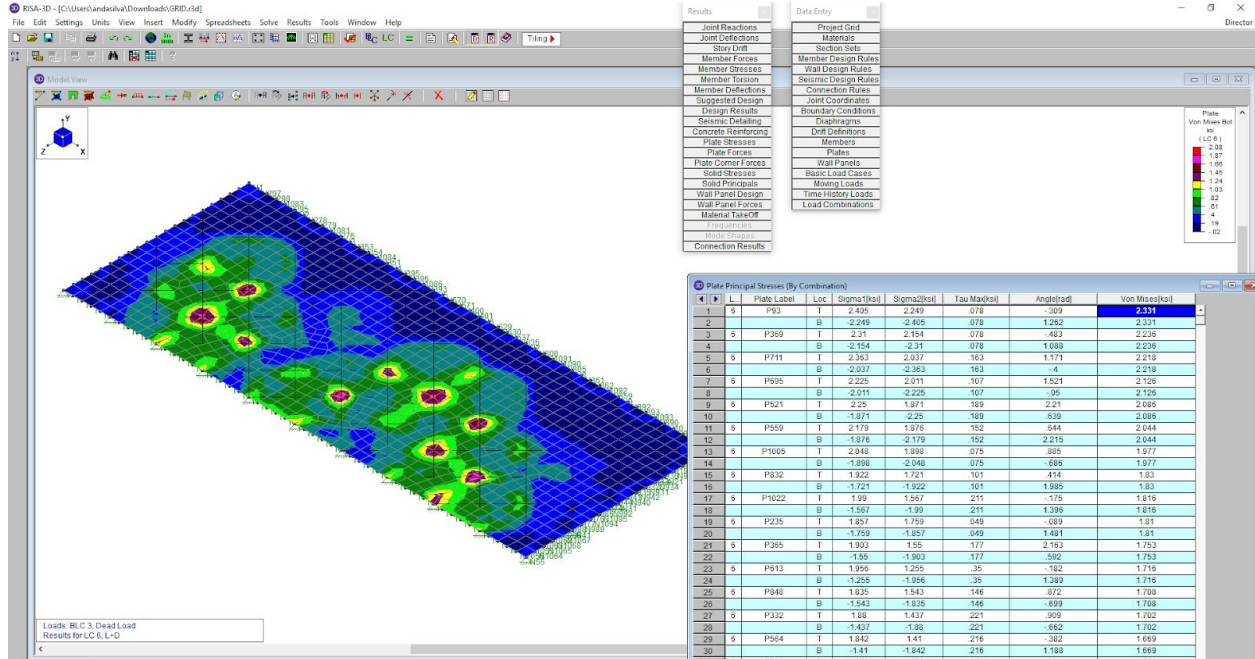 RISA-3D - [C:\Users\andasilva\Downloads\GRID.r3d]
File Edit Settings Units View Insert Modify Spreadsheets Solve Results Tools Window Help
Director
Tiling
LC
Model View
Y
Z X
Results
Joint Reactions
Joint Deflections
Story Drift
Member Forces
Member Stresses
Member Torsion
Member Deflections
Suggested Design
Design Results
Seismic Detailing
Concrete Reinforcing
Plate Stresses
Plate Forces
Plate Corner Forces
Solid Stresses
Solid Principals
Wall Panel Design
Wall Panel Forces
Material TakeOff
Frequencies
Mode Shapes
Connection Results
Data Entry
Project Grid
Materials
Section Sets
Member Design Rules
Wall Design Rules
Seismic Design Rules
Connection Rules
Joint Coordinates
Boundary Conditions
Diaphragms
Drift Definitions
Members
Plates
Wall Panels
Basic Load Cases
Moving Loads
Time History Loads
Load Combinations
Plate
Von Mises Bot
ksi
( LC 6 )
2.08
1.87
1.66
1.45
1.24
1.03
.82
.61
.4
.19
-.02
Plate Principal Stresses (By Combination)
L... Plate Label Loc Sigma1[ksi] Sigma2[ksi] Tau Max[ksi] Angle[rad] Von Mises[ksi]
1 6 P93 T 2.405 2.249 .078 -.309 2.331
2 B -2.249 -2.405 .078 1.262 2.331
3 6 P369 T 2.31 2.154 .078 -.483 2.236
4 B -2.154 -2.31 .078 1.088 2.236
5 6 P711 T 2.363 2.037 .163 1.171 2.218
6 B -2.037 -2.363 .163 -.4 2.218
7 6 P695 T 2.225 2.011 .107 1.521 2.126
8 B -2.011 -2.225 .107 -.05 2.126
9 6 P521 T 2.25 1.871 .189 2.21 2.086
10 B -1.871 -2.25 .189 .639 2.086
11 6 P559 T 2.179 1.876 .152 .644 2.044
12 B -1.876 -2.179 .152 2.215 2.044
13 6 P1005 T 2.048 1.898 .075 .885 1.977
14 B -1.898 -2.048 .075 -.686 1.977
15 6 P832 T 1.922 1.721 .101 .414 1.83
16 B -1.721 -1.922 .101 1.985 1.83
17 6 P1022 T 1.99 1.567 .211 -.175 1.816
18 B -1.567 -1.99 .211 1.396 1.816
19 6 P235 T 1.857 1.759 .049 -.089 1.81
20 B -1.759 -1.857 .049 1.481 1.81
21 6 P365 T 1.903 1.55 .177 2.163 1.753
22 B -1.55 -1.903 .177 .592 1.753
23 6 P613 T 1.956 1.255 .35 -.182 1.716
24 B -1.255 -1.956 .35 1.389 1.716
25 6 P848 T 1.835 1.543 .146 .872 1.708
26 B -1.543 -1.835 .146 -.699 1.708
27 6 P332 T 1.88 1.437 .221 .909 1.702
28 B -1.437 -1.88 .221 -.662 1.702
29 6 P564 T 1.842 1.41 .216 -.382 1.669
30 B -1.41 -1.842 .216 1.188 1.669
Loads: BLC 3, Dead Load
Results for LC 6, L+D